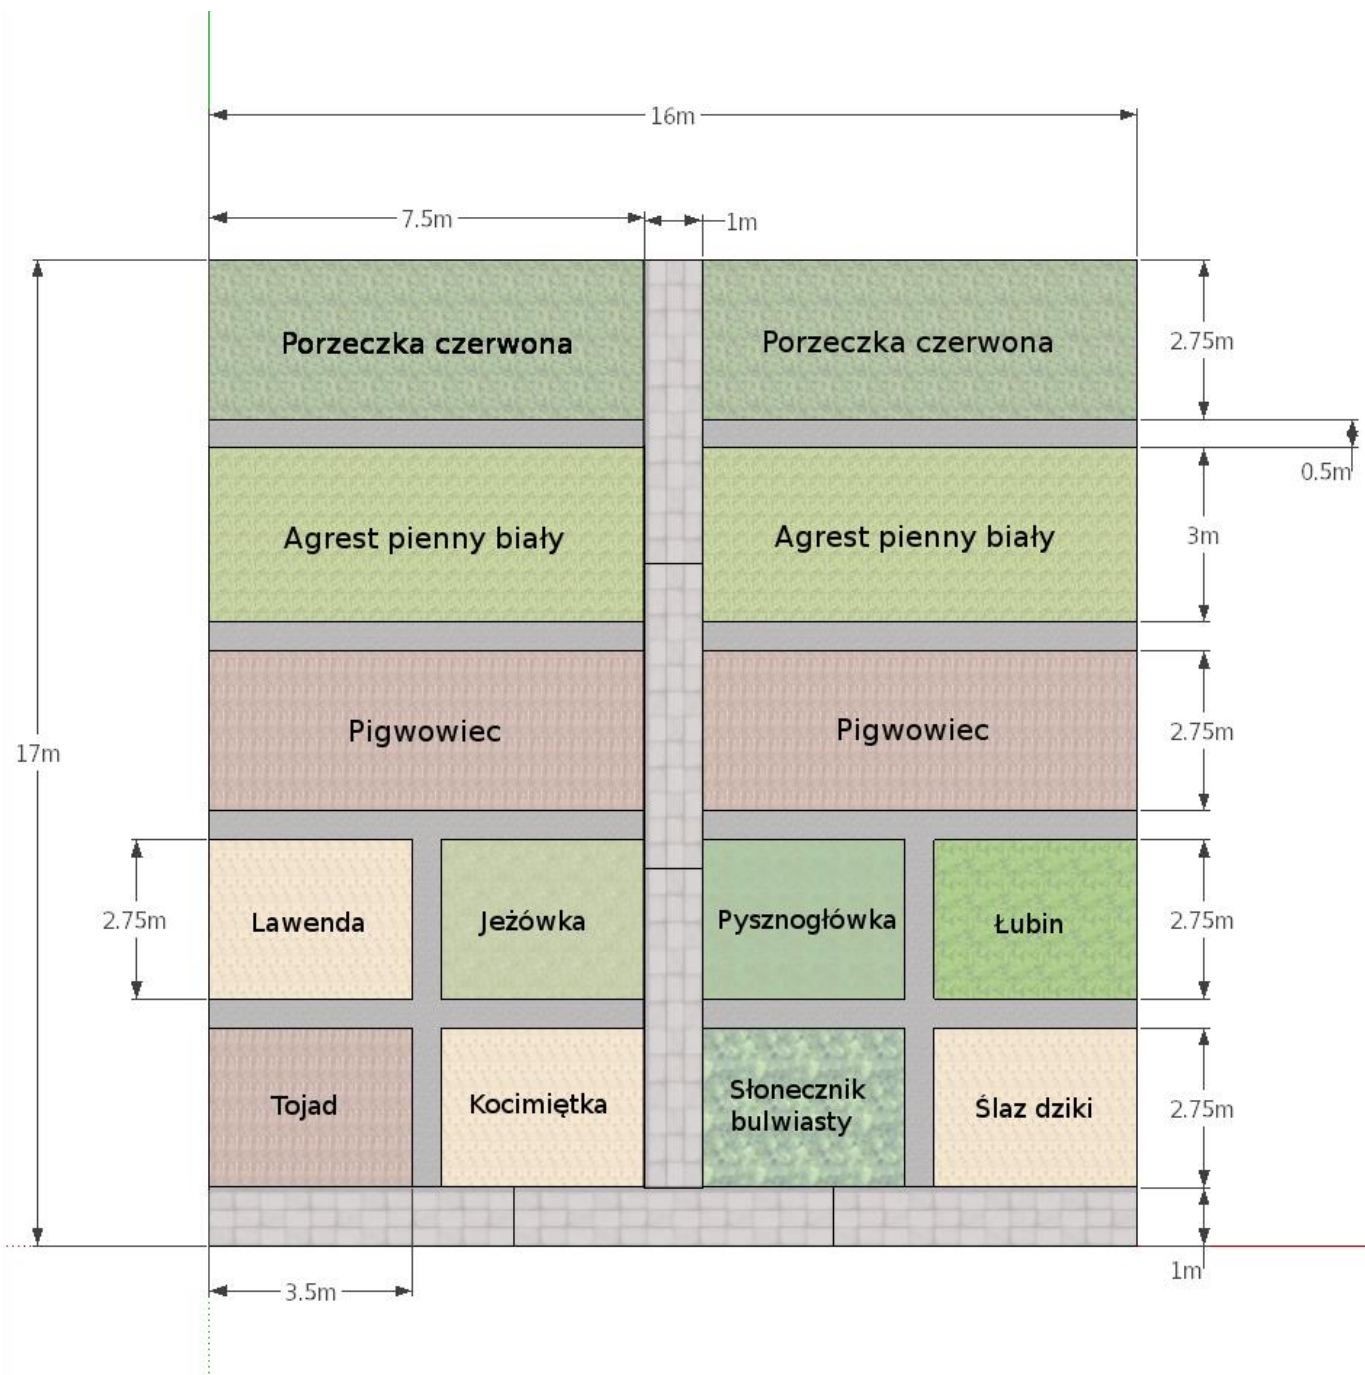 16m
7.5m
1m
Porzeczka czerwona
Porzeczka czerwona
2.75m
0.5m
Agrest pienny biały
Agrest pienny biały
3m
Pigwowiec
Pigwowiec
2.75m
17m
2.75m
Lawenda
Jeżówka
Pysznogłówka
Łubin
2.75m
Tojad
Kocimiętka
Słonecznik
bulwiasty
Ślaz dziki
2.75m
1m
3.5m